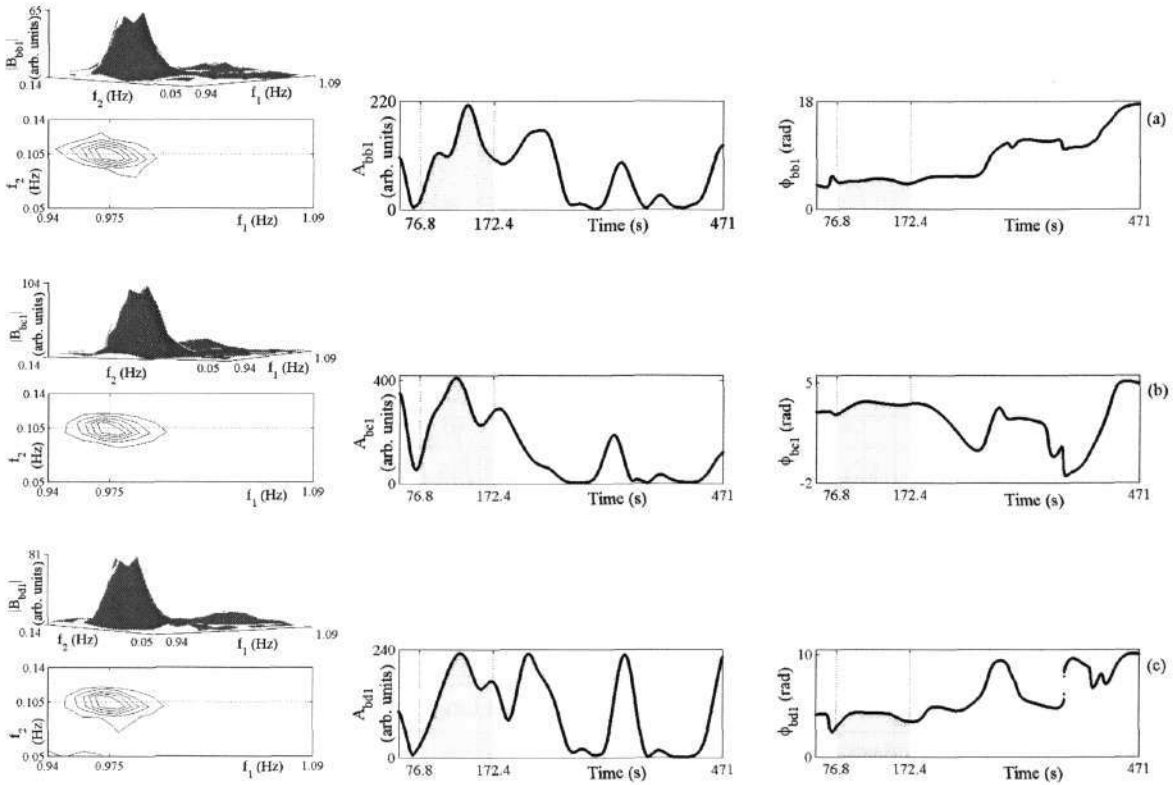 65
|B_bb1|
(arb. units)
0.14
f_2 (Hz)
0.05
0.94
f_1 (Hz)
1.09
0.14
0.105
0.05
f_2 (Hz)
0.94
0.975
f_1 (Hz)
1.09
220
A_bb1
(arb. units)
0
76.8
172.4
Time (s)
471
18
ϕ_bb1 (rad)
0
76.8
172.4
Time (s)
471
(a)
104
|B_bc1|
(arb. units)
0.14
f_2 (Hz)
0.05
0.94
f_1 (Hz)
1.09
0.14
0.105
0.05
f_2 (Hz)
0.94
0.975
f_1 (Hz)
1.09
400
A_bc1
(arb. units)
0
76.8
172.4
Time (s)
471
5
ϕ_bc1 (rad)
-2
76.8
172.4
Time (s)
471
(b)
81
|B_bd1|
(arb. units)
0.14
f_2 (Hz)
0.05
0.94
f_1 (Hz)
1.09
0.14
0.105
0.05
f_2 (Hz)
0.94
0.975
f_1 (Hz)
1.09
240
A_bd1
(arb. units)
0
76.8
172.4
Time (s)
471
10
ϕ_bd1 (rad)
0
76.8
172.4
Time (s)
471
(c)